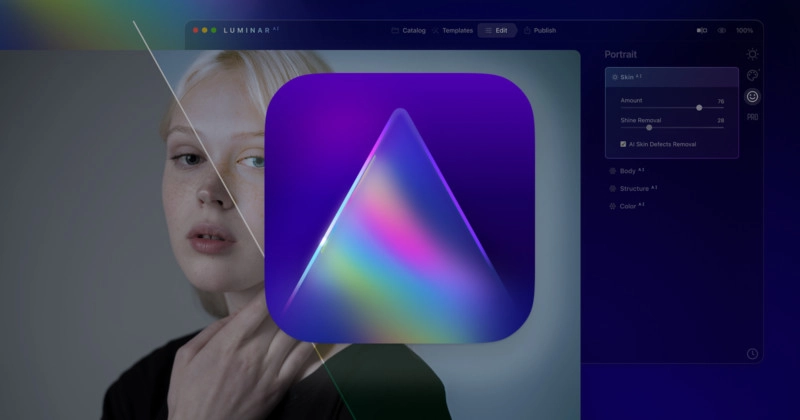 LUMINAR AI
Catalog Templates Edit Publish
100%
Portrait
Skin AI
Amount 76
Shine Removal 28
AI Skin Defects Removal
Body AI
Structure AI
Color AI
PRO